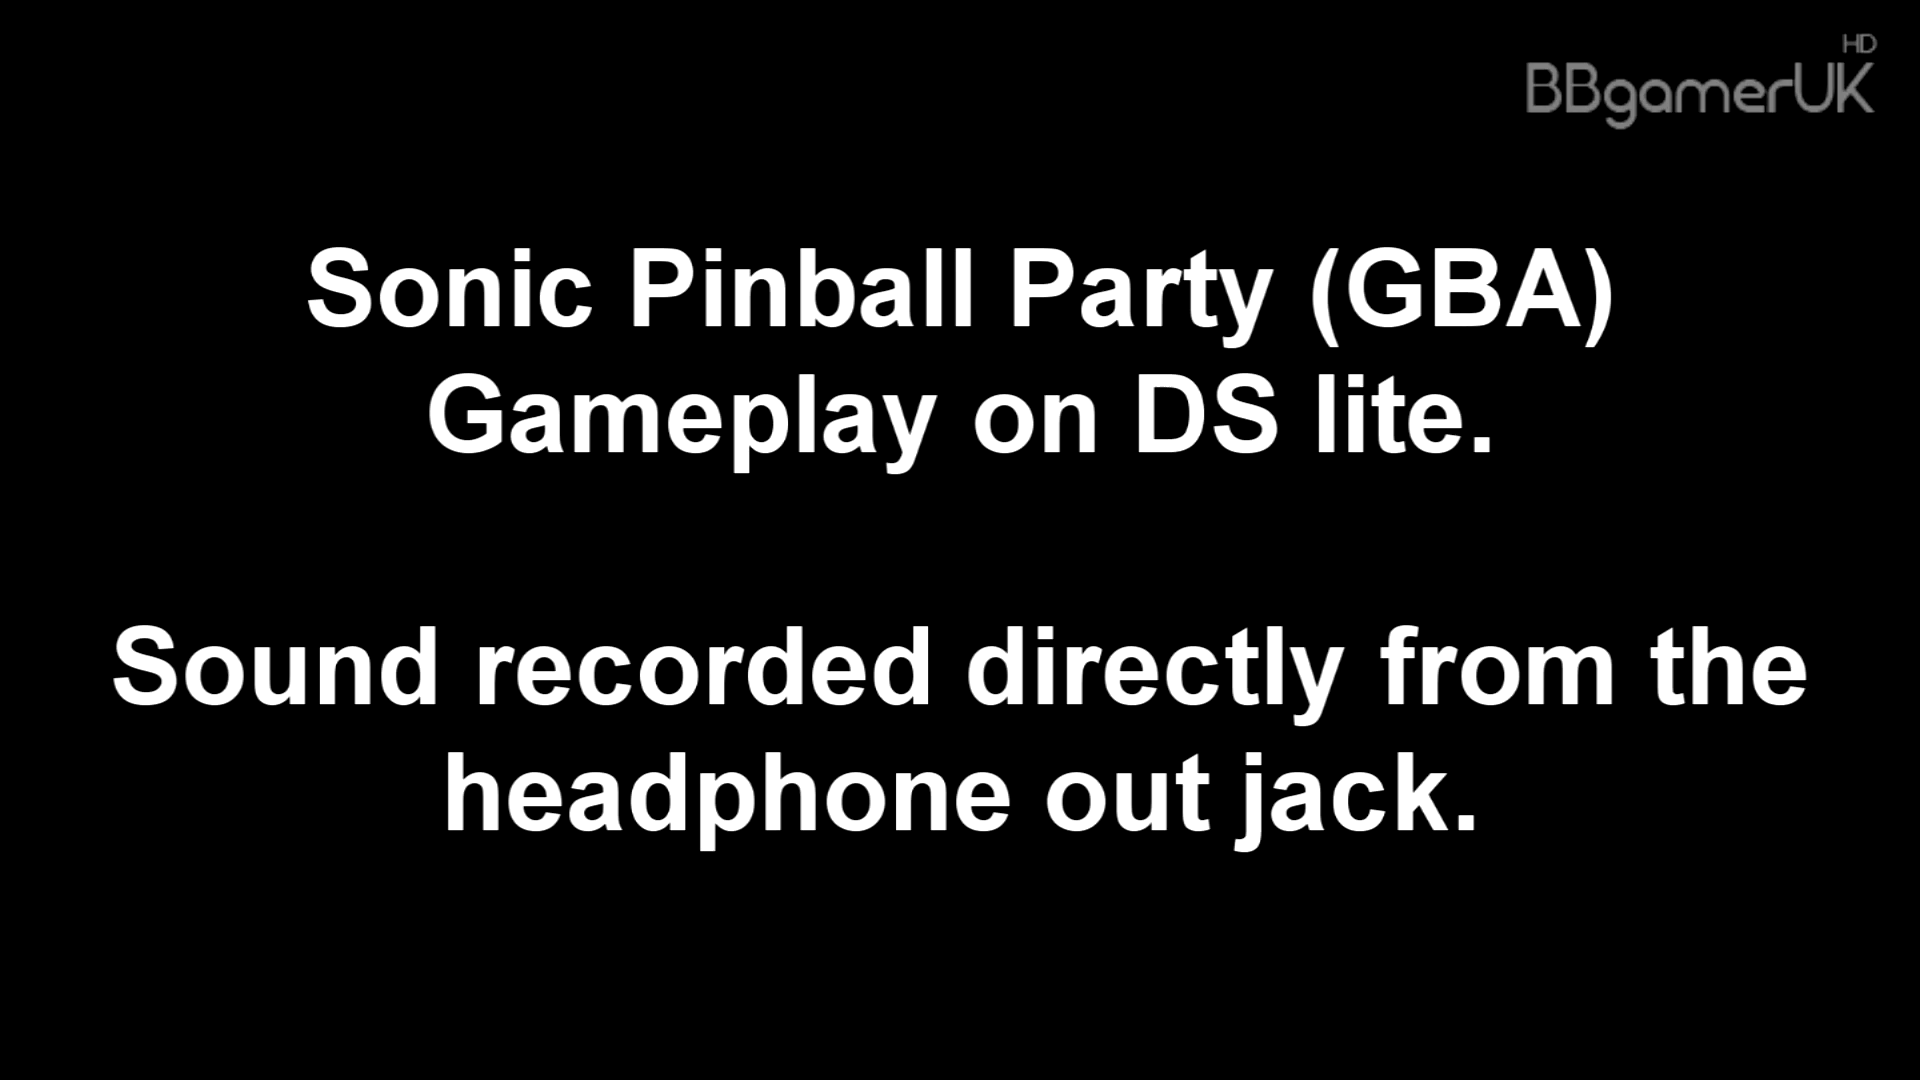 HD
BBgamerUK
Sonic Pinball Party (GBA)
Gameplay on DS lite.
Sound recorded directly from the
headphone out jack.